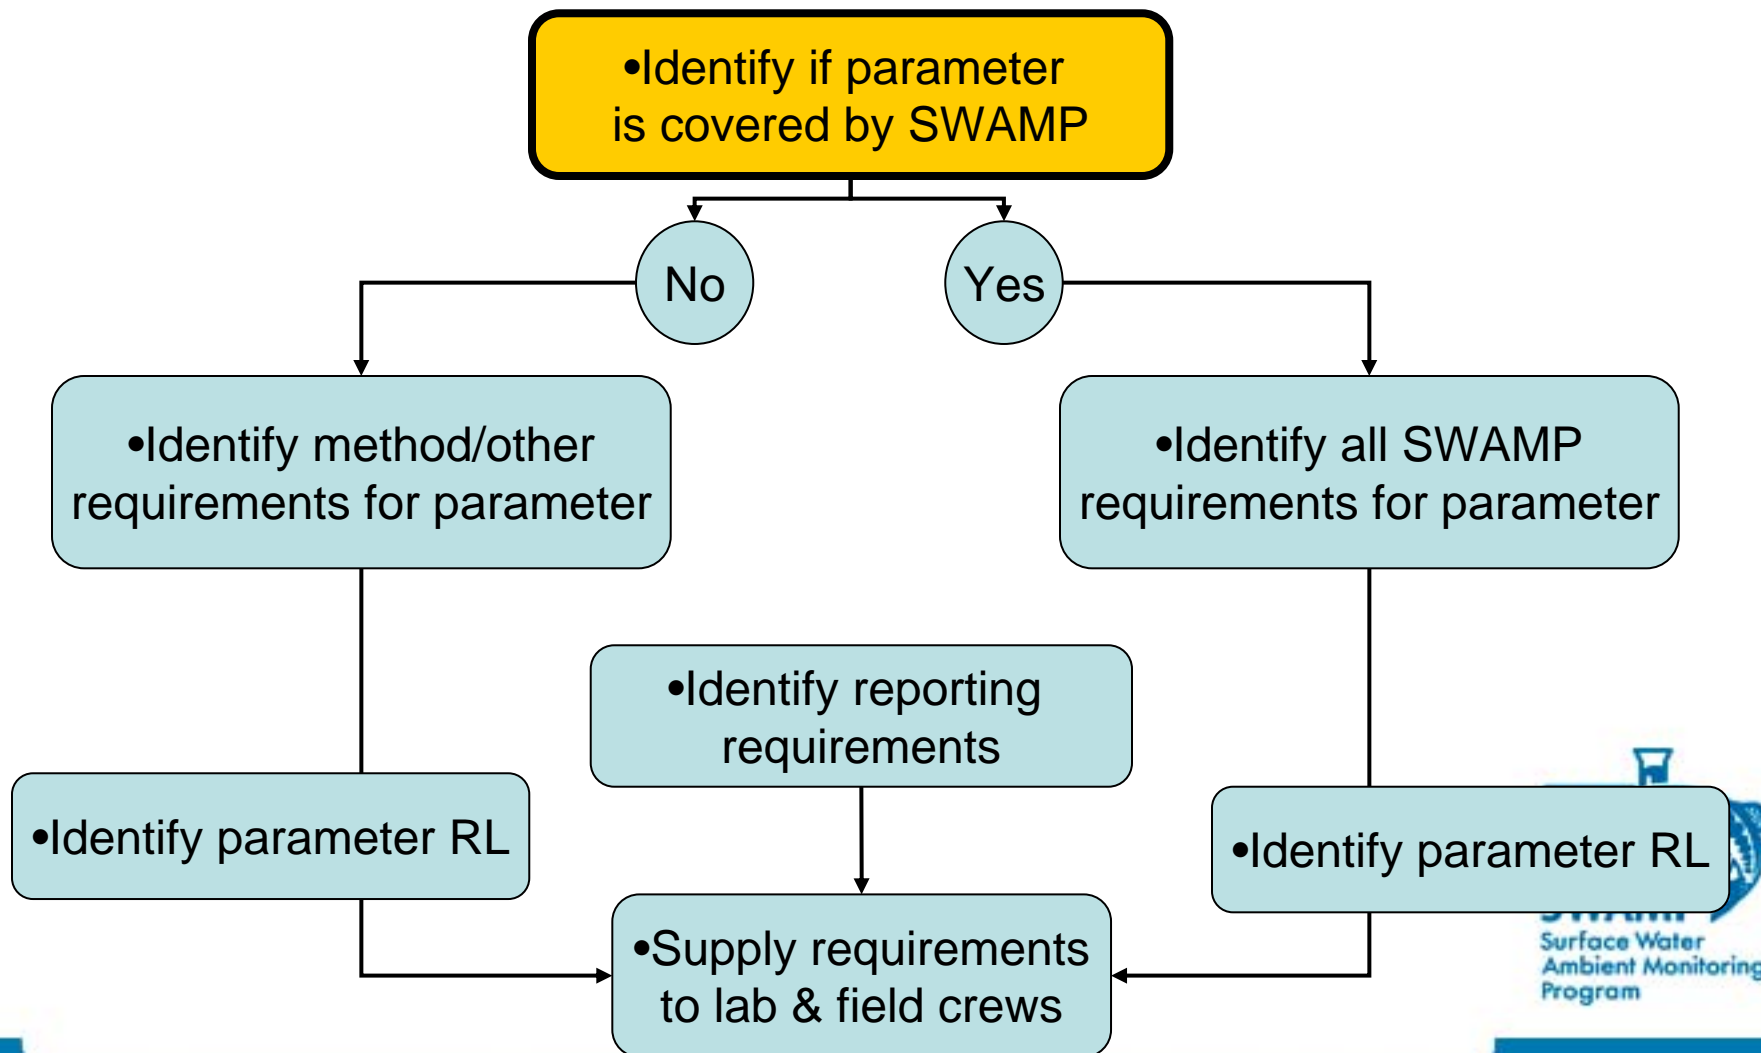 •Identify if parameter
is covered by SWAMP
No
Yes
•Identify method/other
requirements for parameter
•Identify all SWAMP
requirements for parameter
•Identify reporting
requirements
•Identify parameter RL
•Identify parameter RL
•Supply requirements
to lab & field crews
SWAMP
Surface Water
Ambient Monitoring
Program